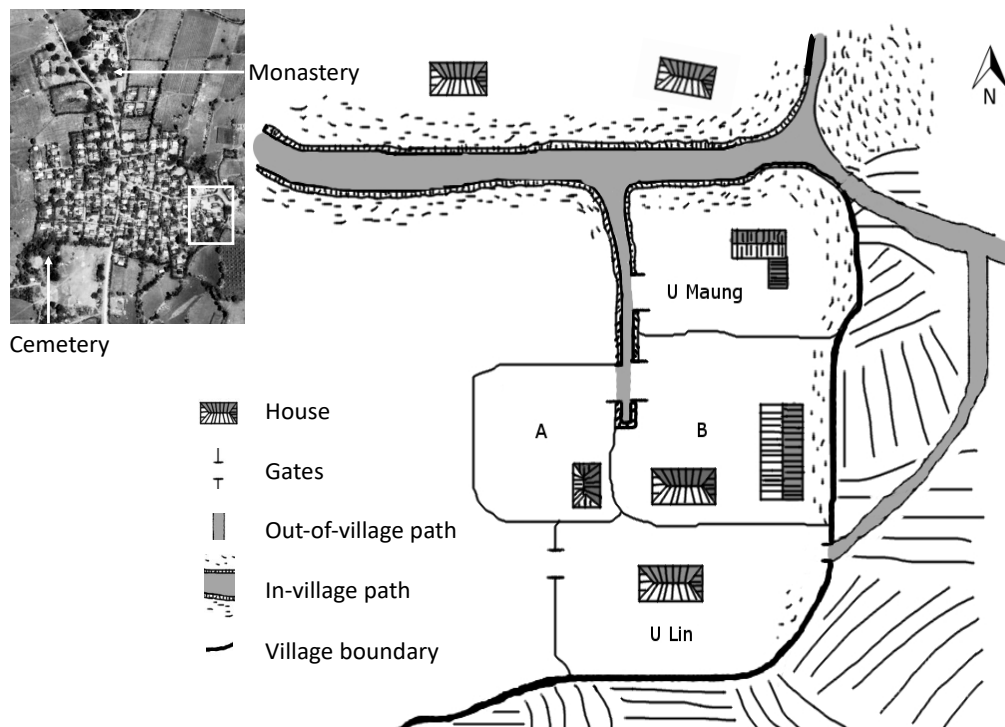 Monastery
Cemetery
N
U Maung
A
B
U Lin
House
Gates
Out-of-village path
In-village path
Village boundary